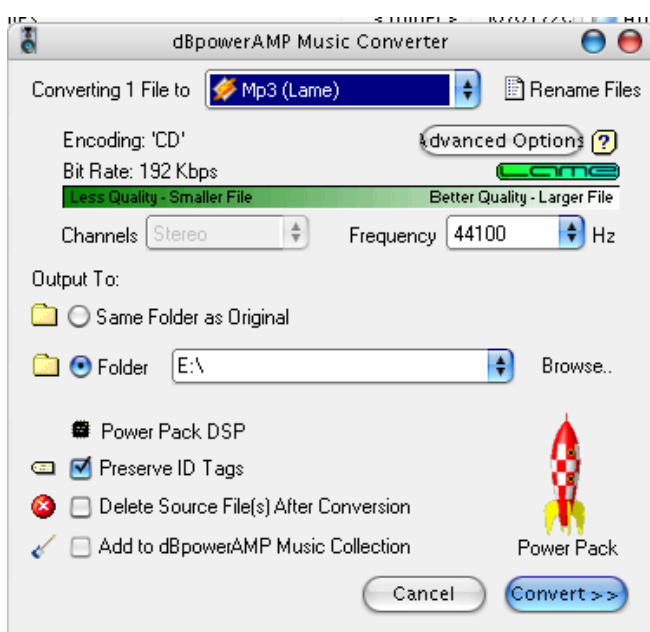 dBpowerAMP Music Converter
Converting 1 File to Mp3 (Lame) Rename Files
Encoding: 'CD' Advanced Options ?
Bit Rate: 192 Kbps Lame
Less Quality - Smaller File Better Quality - Larger File
Channels Stereo Frequency 44100 Hz
Output To:
Same Folder as Original
Folder E:\ Browse..
Power Pack DSP
Preserve ID Tags
Delete Source File(s) After Conversion
Add to dBpowerAMP Music Collection Power Pack
Cancel Convert >>